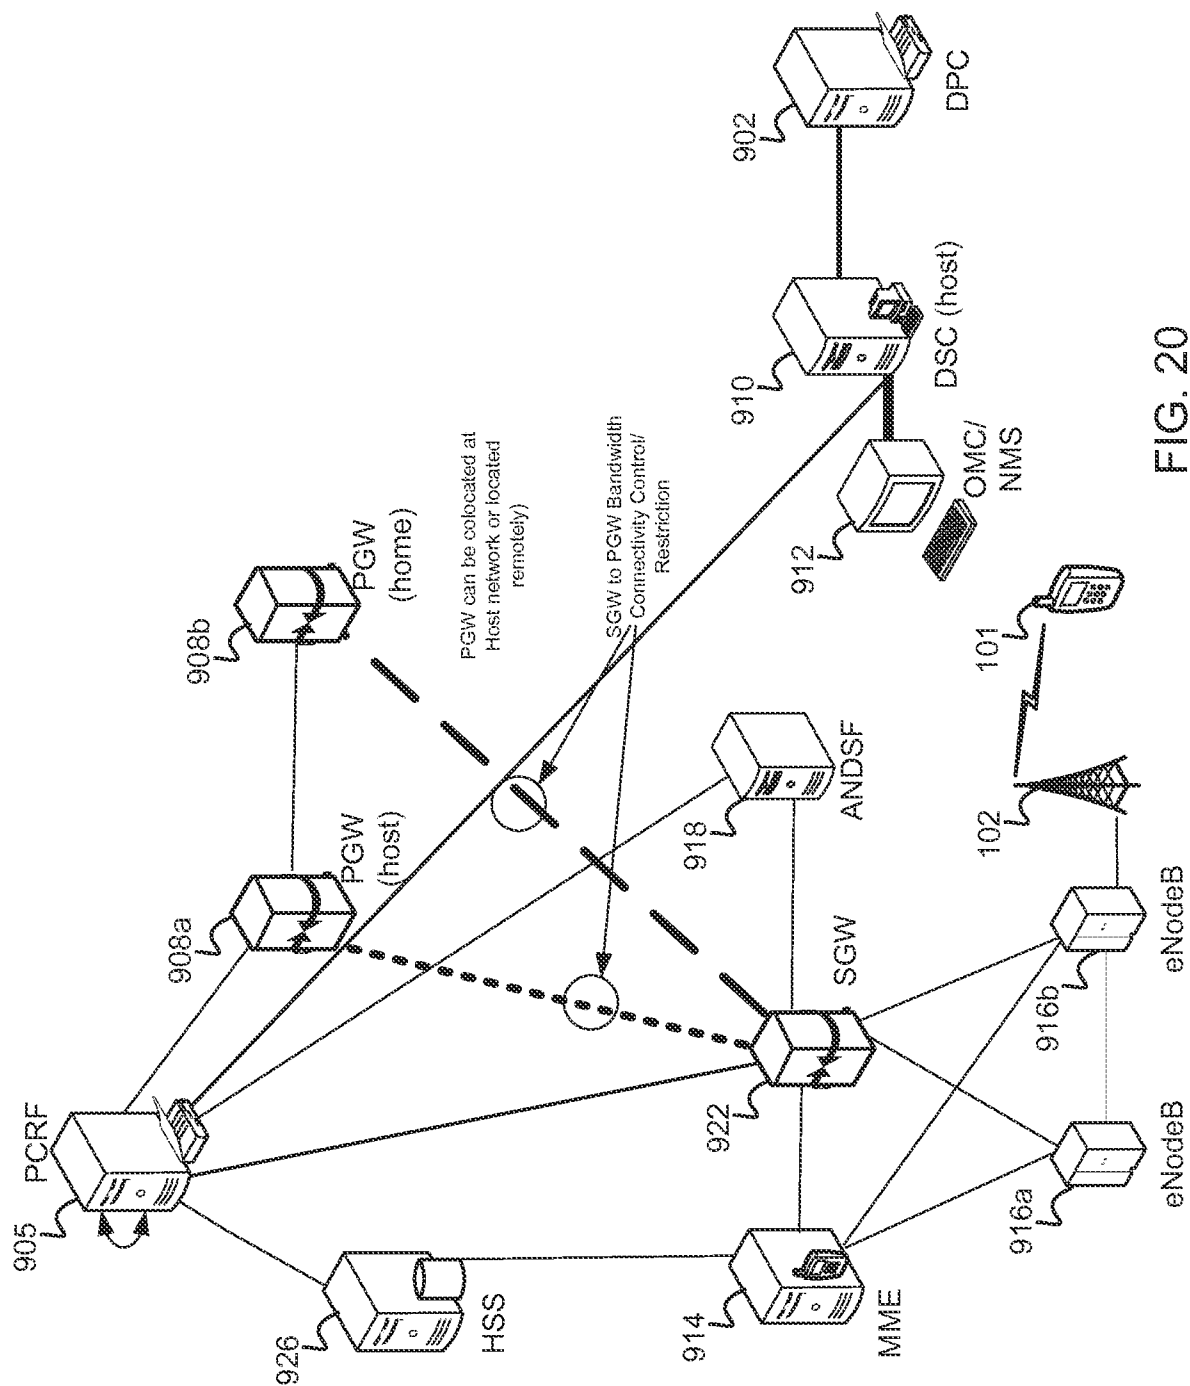 905
PCRF
926
HSS
908a
PGW
(host)
908b
PGW
(home)
PGW can be colocated at
Host network or located
remotely)
SGW to PGW Bandwidth
Connectivity Control/
Restriction
914
MME
922
SGW
918
ANDSF
912
OMC/
NMS
910
DSC (host)
902
DPC
916a
eNodeB
916b
eNodeB
102
101
FIG. 20